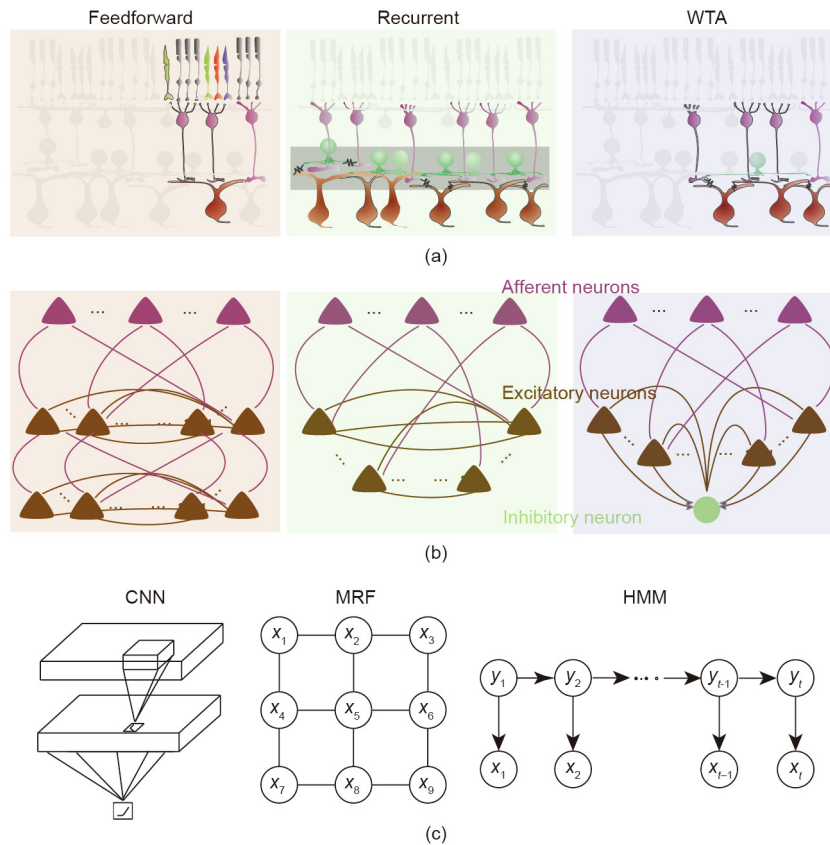 Feedforward
Recurrent
WTA
(a)
Afferent neurons
... ... ... ... ... ...
Excitatory neurons
Inhibitory neuron
(b)
CNN
MRF
HMM
x1 x2 x3
y1 y2 yt-1 yt
x4 x5 x6
x1 x2 xt–1 xt
x7 x8 x9
(c)